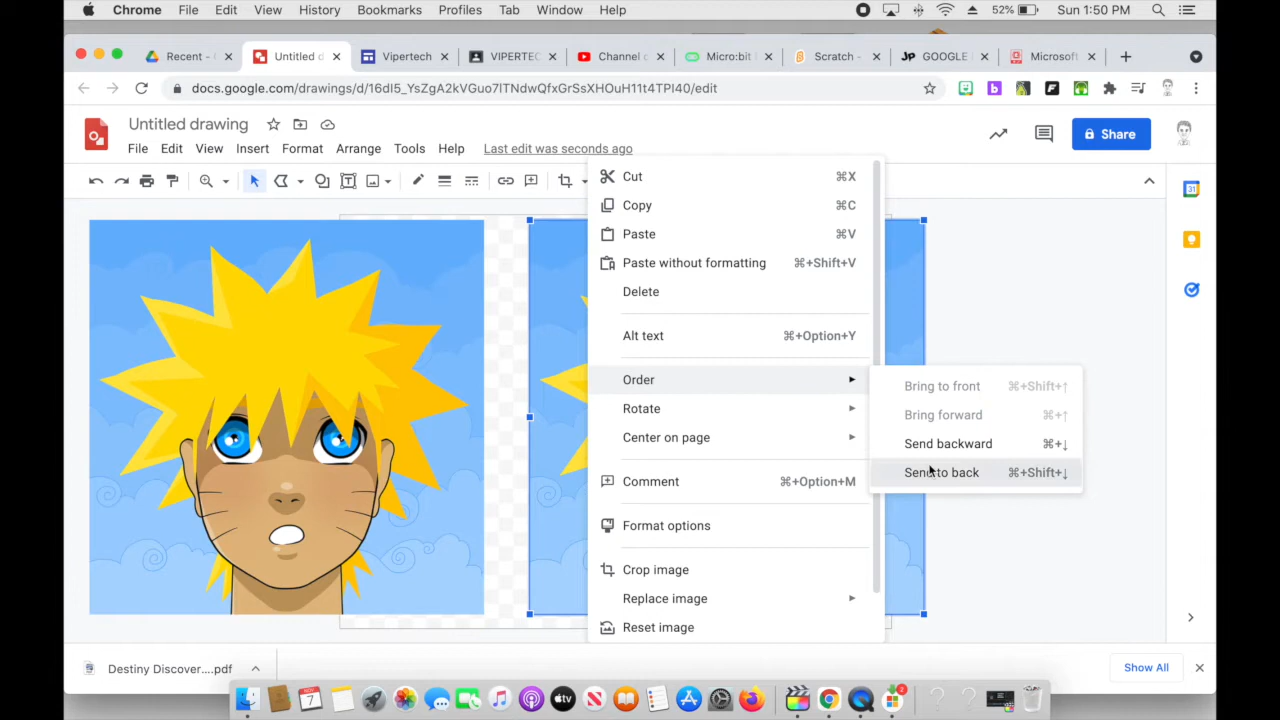 Chrome File Edit View History Bookmarks Profiles Tab Window Help 52% Sun 1:50 PM
Recent - Untitled d Vipertech VIPERTEC Channel c Micro:bit Scratch - GOOGLE Microsoft
docs.google.com/drawings/d/16dI5_YsZgA2kVGuo7lTNdwQfxGrSsXHOuH11t4TPI40/edit
Untitled drawing
File Edit View Insert Format Arrange Tools Help Last edit was seconds ago
Share
Cut ⌘X
Copy ⌘C
Paste ⌘V
Paste without formatting ⌘+Shift+V
Delete
Alt text ⌘+Option+Y
Order
Bring to front ⌘+Shift+↑
Bring forward ⌘+↑
Send backward ⌘+↓
Send to back ⌘+Shift+↓
Rotate
Center on page
Comment ⌘+Option+M
Format options
Crop image
Replace image
Reset image
Destiny Discover....pdf
Show All